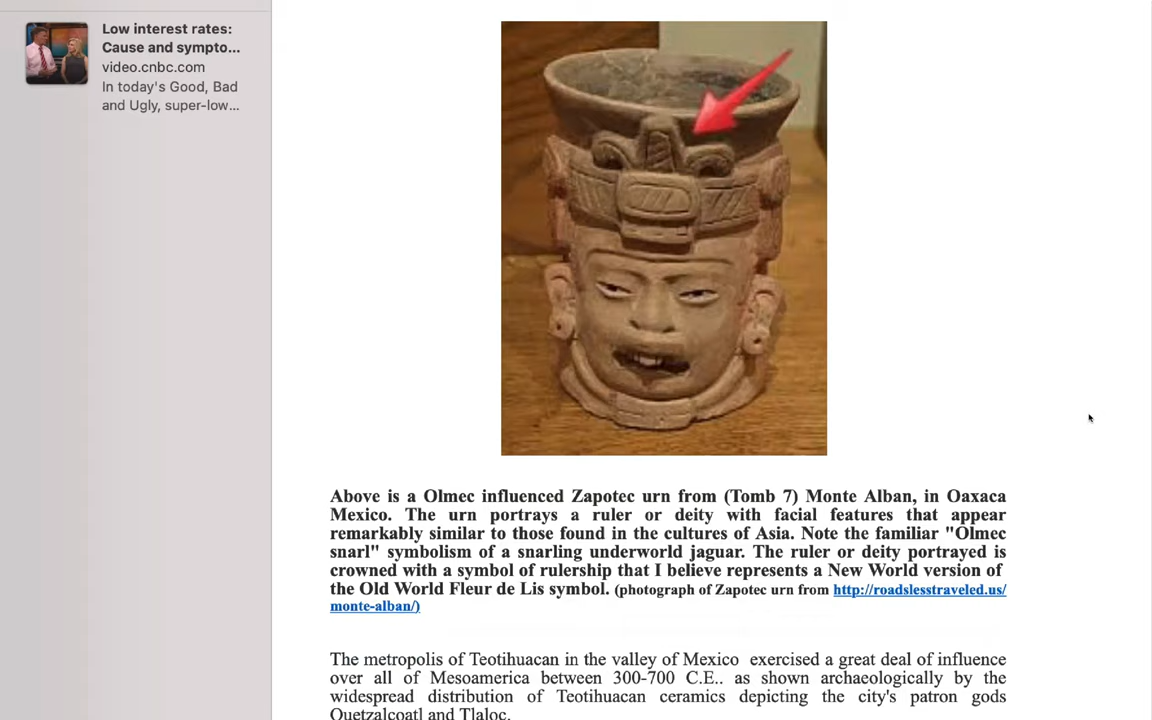 Low interest rates:
Cause and sympto...
video.cnbc.com
In today's Good, Bad
and Ugly, super-low...
Above is a Olmec influenced Zapotec urn from (Tomb 7) Monte Alban, in Oaxaca
Mexico. The urn portrays a ruler or deity with facial features that appear
remarkably similar to those found in the cultures of Asia. Note the familiar "Olmec
snarl" symbolism of a snarling underworld jaguar. The ruler or deity portrayed is
crowned with a symbol of rulership that I believe represents a New World version of
the Old World Fleur de Lis symbol. (photograph of Zapotec urn from http://roadslesstraveled.us/
monte-alban/)
The metropolis of Teotihuacan in the valley of Mexico exercised a great deal of influence
over all of Mesoamerica between 300-700 C.E.. as shown archaeologically by the
widespread distribution of Teotihuacan ceramics depicting the city's patron gods
Quetzalcoatl and Tlaloc.